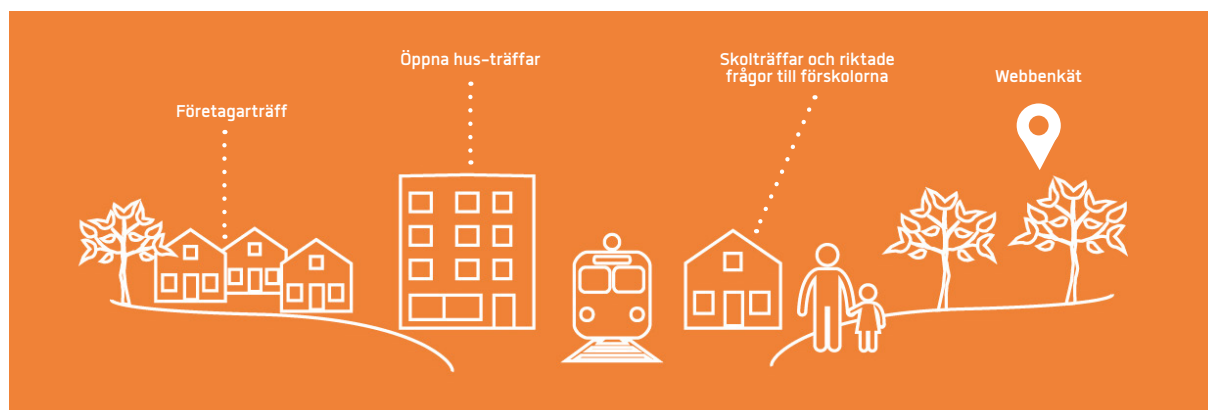 Företagarträff
Öppna hus-träffar
Skolträffar och riktade
frågor till förskolorna
Webbenkät